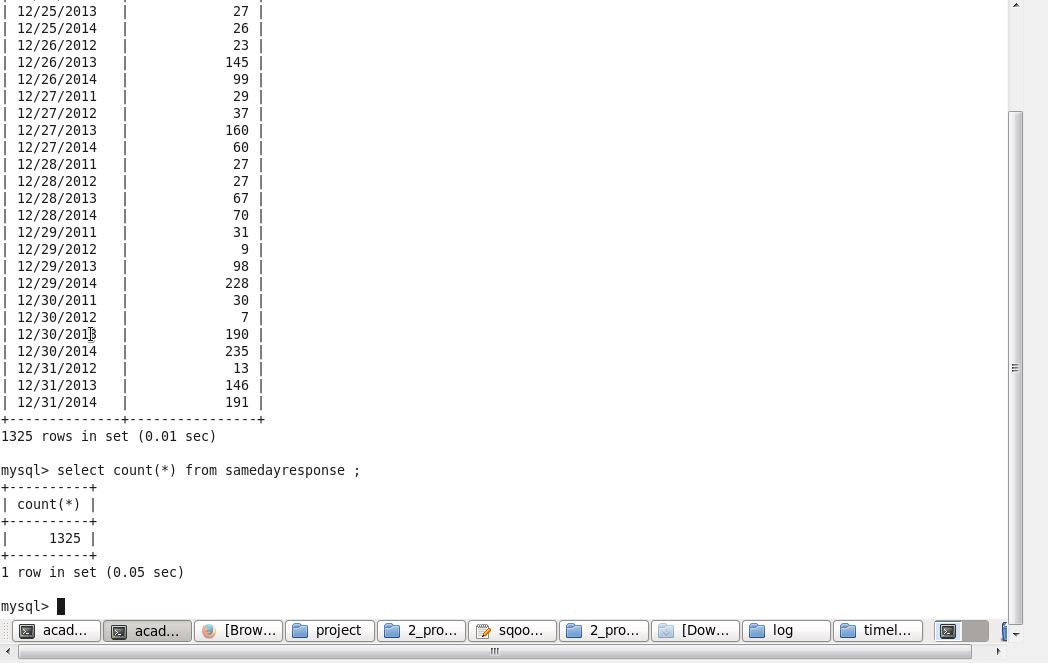 | 12/25/2013   |             27 |
| 12/25/2014   |             26 |
| 12/26/2012   |             23 |
| 12/26/2013   |            145 |
| 12/26/2014   |             99 |
| 12/27/2011   |             29 |
| 12/27/2012   |             37 |
| 12/27/2013   |            160 |
| 12/27/2014   |             60 |
| 12/28/2011   |             27 |
| 12/28/2012   |             27 |
| 12/28/2013   |             67 |
| 12/28/2014   |             70 |
| 12/29/2011   |             31 |
| 12/29/2012   |              9 |
| 12/29/2013   |             98 |
| 12/29/2014   |            228 |
| 12/30/2011   |             30 |
| 12/30/2012   |              7 |
| 12/30/2013   |            190 |
| 12/30/2014   |            235 |
| 12/31/2012   |             13 |
| 12/31/2013   |            146 |
| 12/31/2014   |            191 |
+--------------+----------------+
1325 rows in set (0.01 sec)
mysql> select count(*) from samedayresponse ;
+----------+
| count(*) |
+----------+
|     1325 |
+----------+
1 row in set (0.05 sec)
mysql>
acad... acad... [Brow... project 2_pro... sqoo... 2_pro... [Dow... log timel...